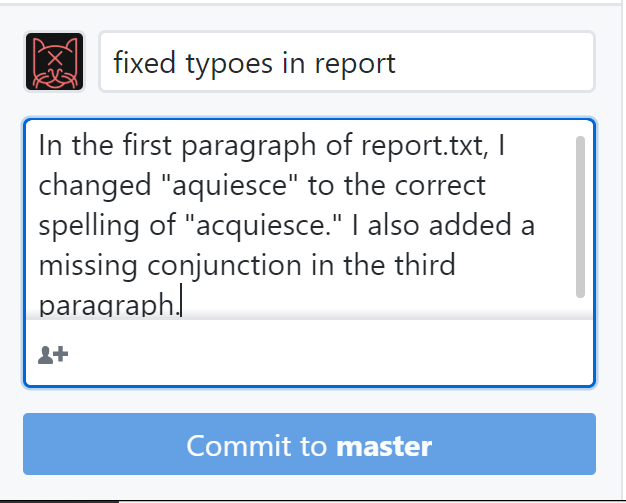 fixed typoes in report
In the first paragraph of report.txt, I
changed "aquiesce" to the correct
spelling of "acquiesce." I also added a
missing conjunction in the third
paragraph.
Commit to master